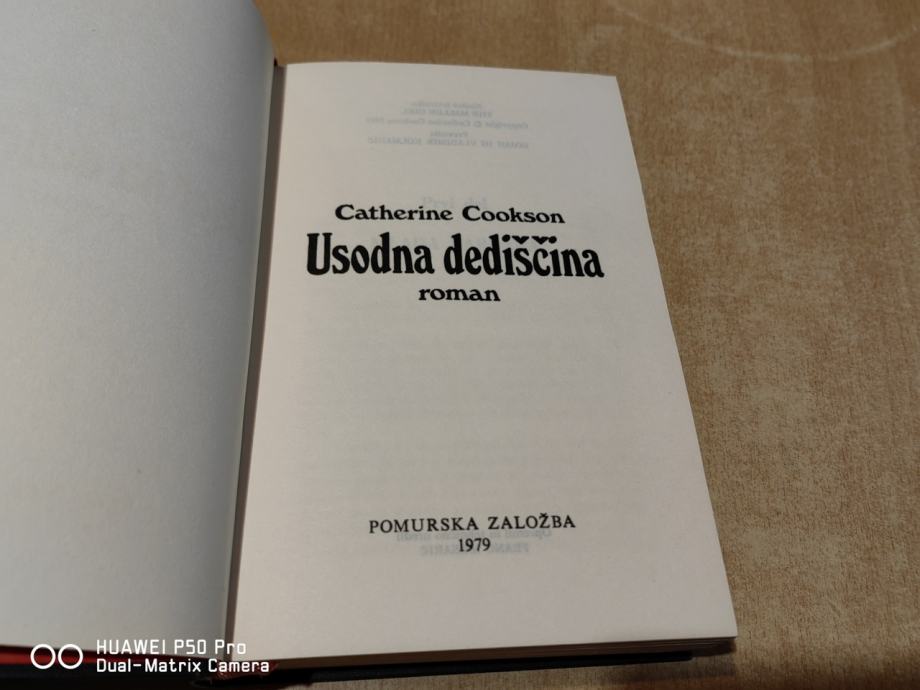 Catherine Cookson
Usodna dediščina
roman
POMURSKA ZALOŽBA
1979
HUAWEI P50 Pro
Dual-Matrix Camera